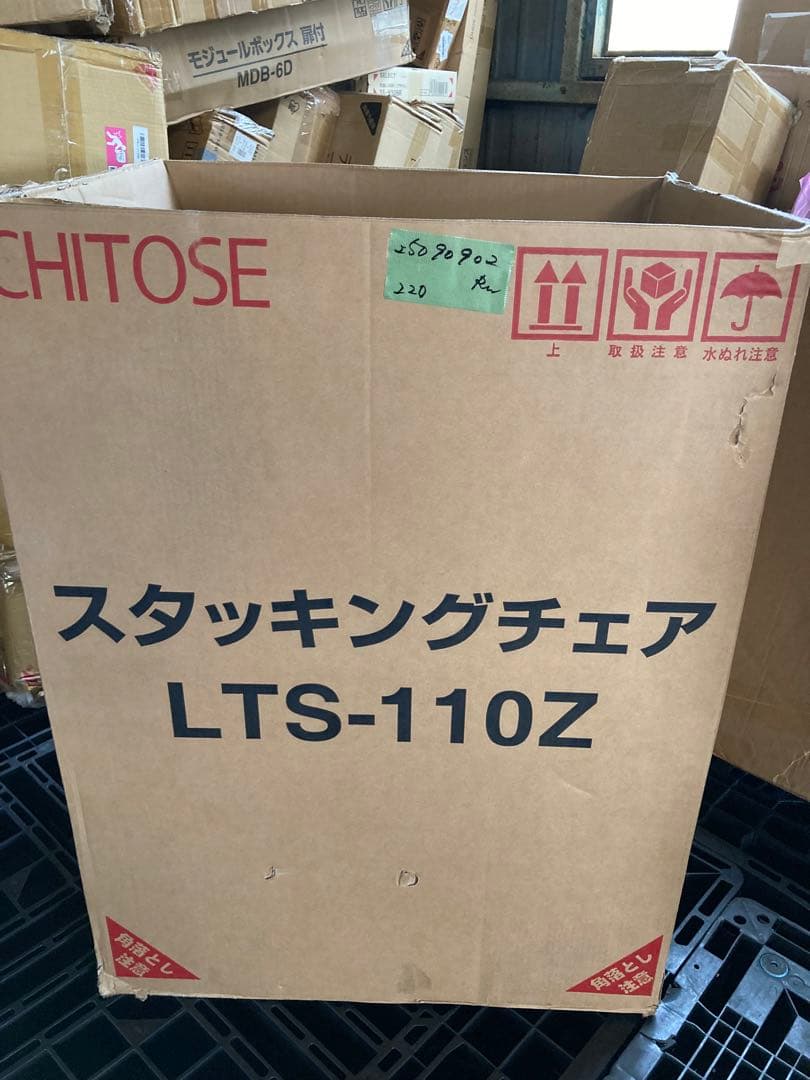 モジュールボックス 扉付
MDB-6D
SELECT
CHITOSE
25090902
220
上
取扱注意
水ぬれ注意
スタッキングチェア
LTS-110Z
角落とし
注意
角落とし
注意